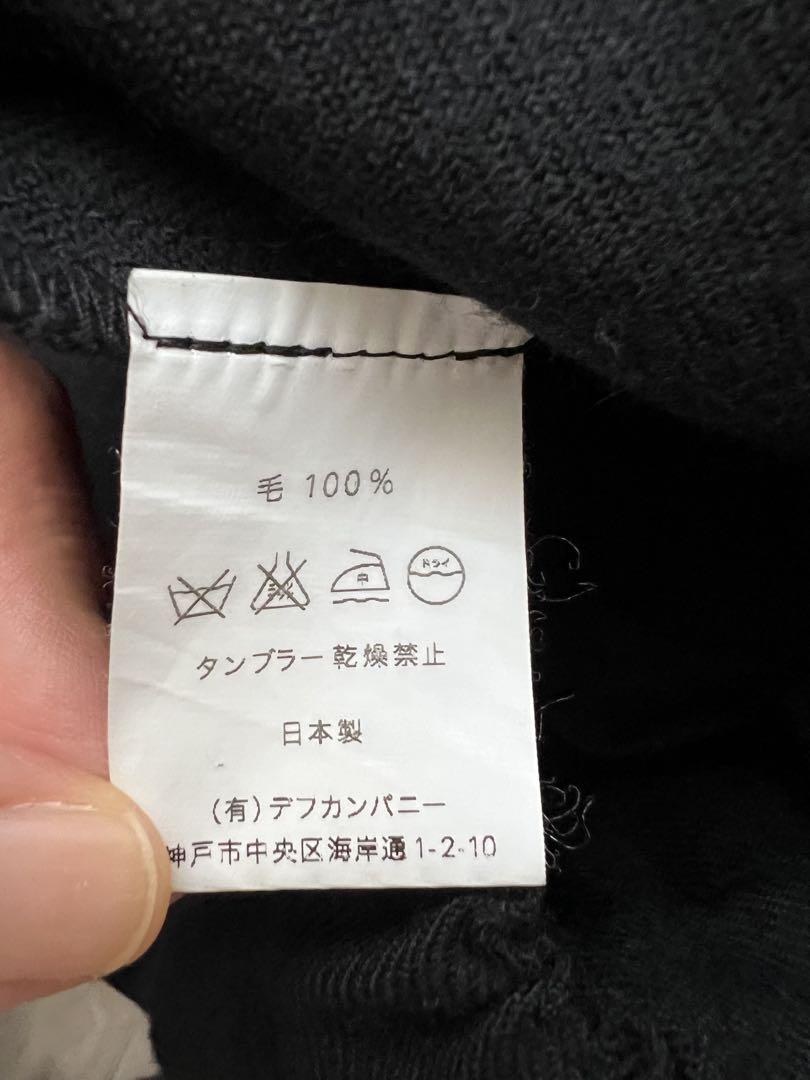 毛 100%
中 ドライ
タンブラー乾燥禁止
日本製
(有)デフカンパニー
神戸市中央区海岸通1-2-10